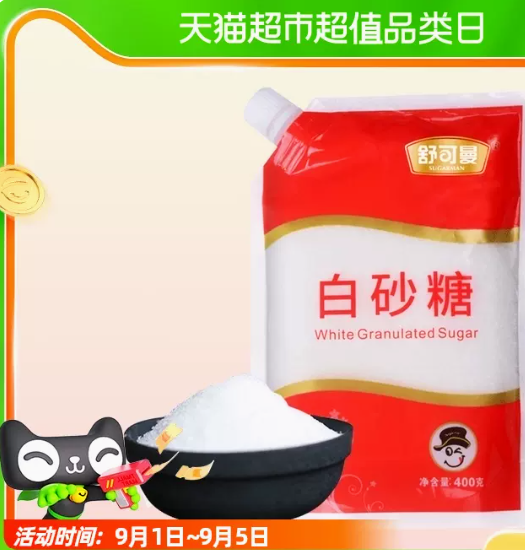 天猫超市超值品类日
舒可曼
SUGARMAN
白砂糖
White Granulated Sugar
净含量:400克
活动时间：9月1日~9月5日